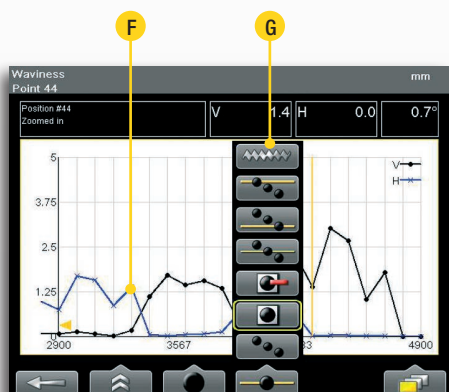 F
G
Waviness
mm
Point 44
Position #44
Zoomed in
V
1.4
H
0.0
0.7°
5
V
H
3.75
2.5
1.25
0
2900
3567
4900